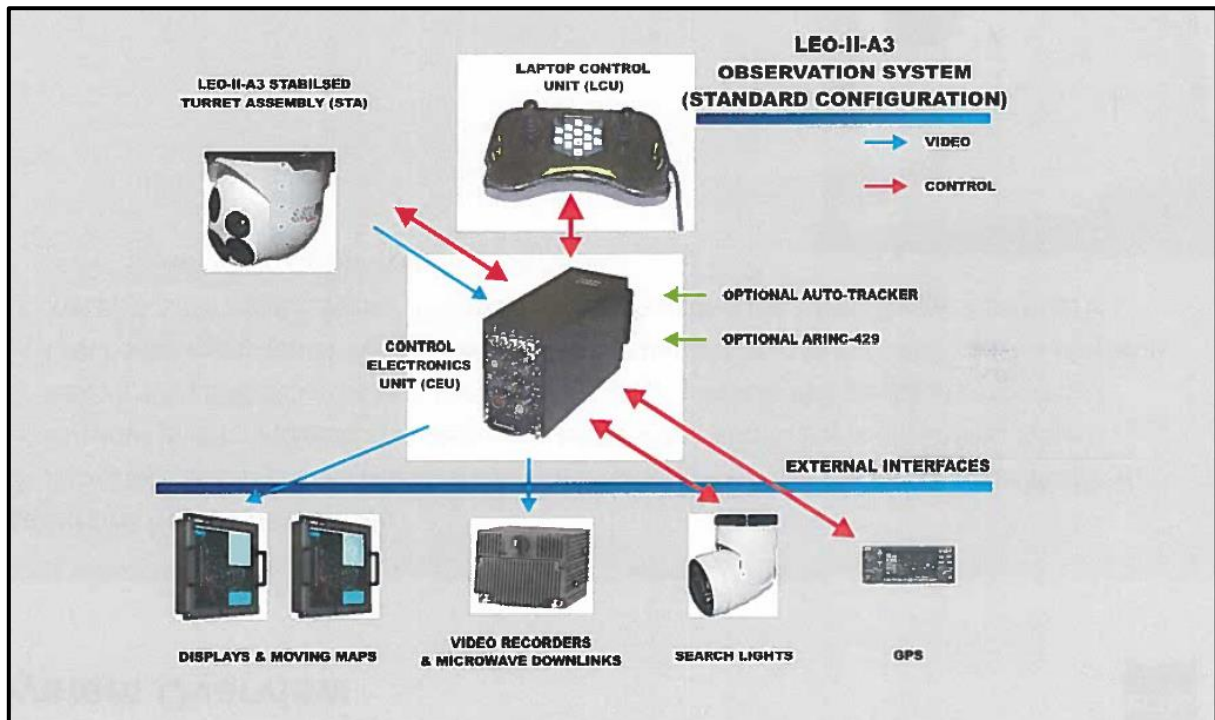 LEO-II-A3
OBSERVATION SYSTEM
(STANDARD CONFIGURATION)
LEO-II-A3 STABILSED
TURRET ASSEMBLY (STA)
LAPTOP CONTROL
UNIT (LCU)
VIDEO
CONTROL
OPTIONAL AUTO-TRACKER
OPTIONAL ARING-429
CONTROL
ELECTRONICS
UNIT (CEU)
EXTERNAL INTERFACES
DISPLAYS & MOVING MAPS
VIDEO RECORDERS
& MICROWAVE DOWNLINKS
SEARCH LIGHTS
GPS